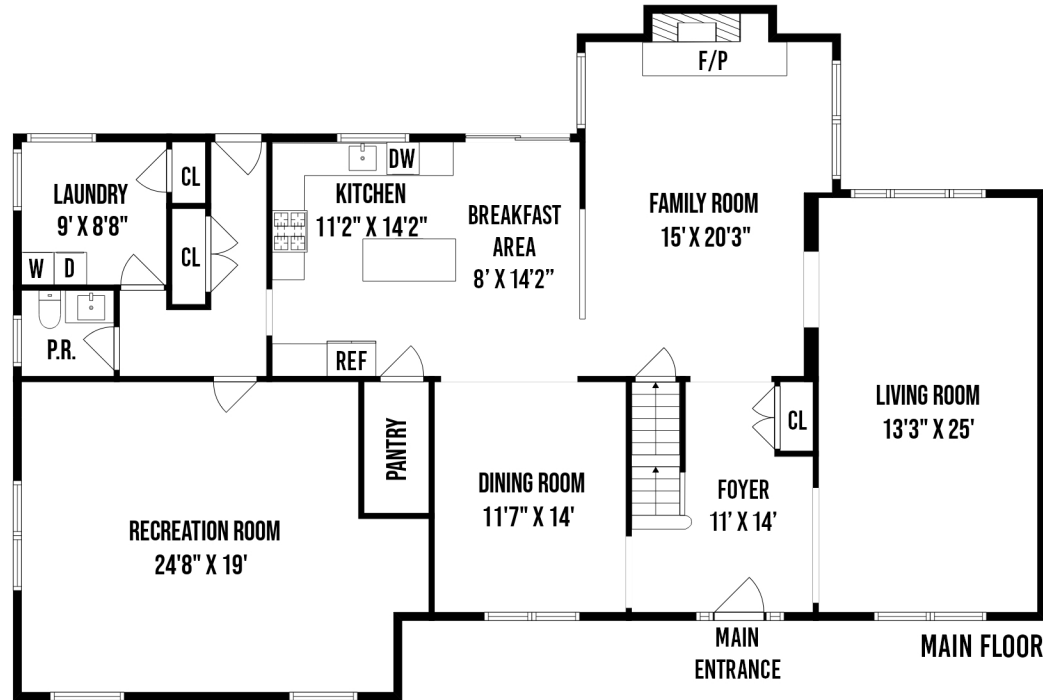 F/P
DW
CL
LAUNDRY
9' X 8'8"
KITCHEN
11'2" X 14'2"
BREAKFAST
AREA
8' X 14'2”
FAMILY ROOM
15' X 20'3"
CL
W D
P.R.
REF
LIVING ROOM
13'3" X 25'
CL
PANTRY
DINING ROOM
11'7" X 14'
FOYER
11’ X 14’
RECREATION ROOM
24'8" X 19'
MAIN
ENTRANCE
MAIN FLOOR